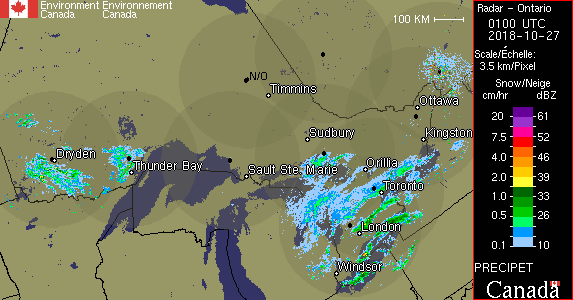 Environment Environnement
Canada Canada
100 KM
N/O
Timmins
Ottawa
Sudbury
Kingston
Dryden
Thunder Bay
Sault Ste. Marie
Orillia
Toronto
London
Windsor
Radar - Ontario
0100 UTC
2018-10-27
Scale/Échelle:
3.5 km/Pixel
Snow/Neige
cm/hr dBZ
20 61
7.5 52
4.0 46
2.0 39
1.0 33
0.5 26
0.1 10
PRECIPET
Canada